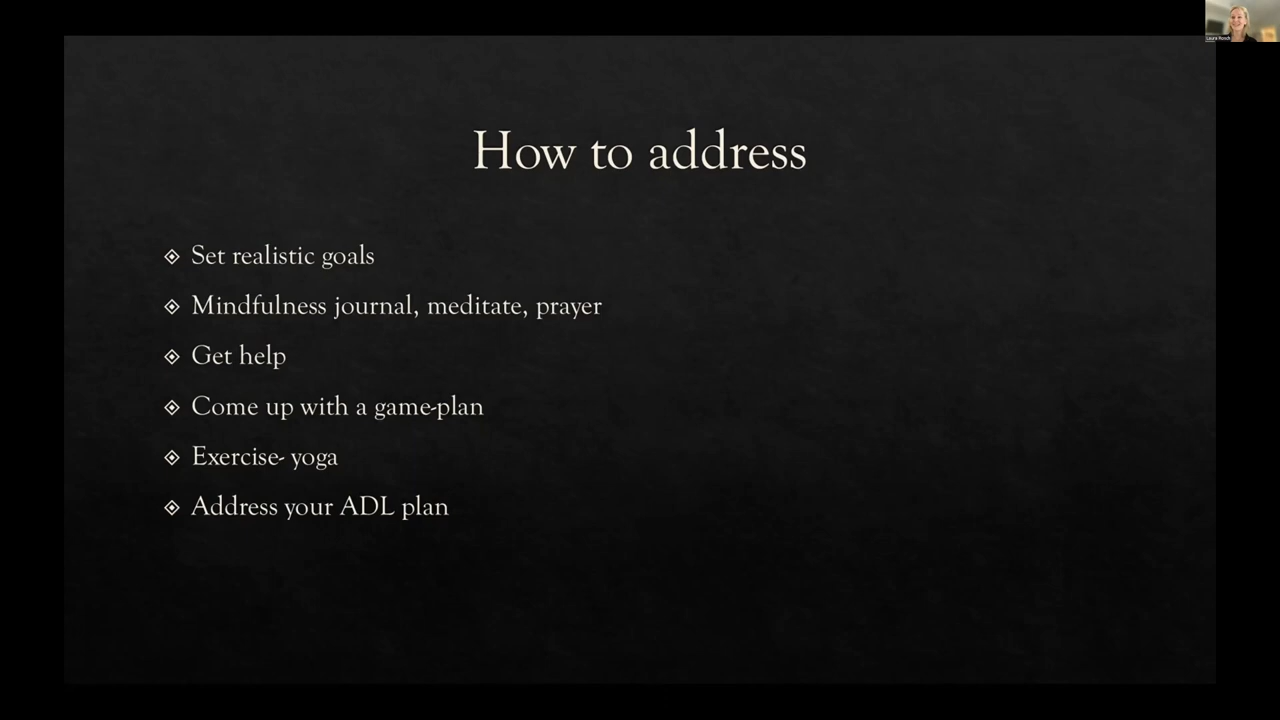 How to address
Set realistic goals
Mindfulness journal, meditate, prayer
Get help
Come up with a game-plan
Exercise- yoga
Address your ADL plan
Laura